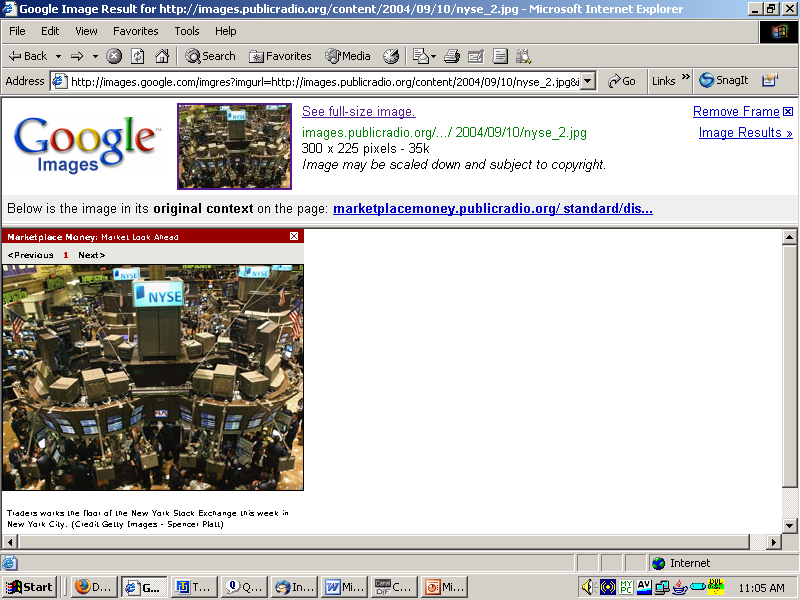 Google Image Result for http://images.publicradio.org/content/2004/09/10/nyse_2.jpg - Microsoft Internet Explorer
File Edit View Favorites Tools Help
Back Search Favorites Media
Address http://images.google.com/imgres?imgurl=http://images.publicradio.org/content/2004/09/10/nyse_2.jpg&i Go Links » SnagIt
Google™
Images
See full-size image.
images.publicradio.org/.../ 2004/09/10/nyse_2.jpg
300 x 225 pixels - 35k
Image may be scaled down and subject to copyright.
Remove Frame
Image Results »
Below is the image in its original context on the page: marketplacemoney.publicradio.org/ standard/dis...
Marketplace Money: Market Look Ahead
<Previous 1 Next>
NYSE
NYSE
NYSE
Traders works the floor of the New York Stock Exchange this week in
New York City. (Credit Getty Images - Spencer Platt)
Internet
Start D... G... T... Q... In... Mi... C... Mi... 11:05 AM